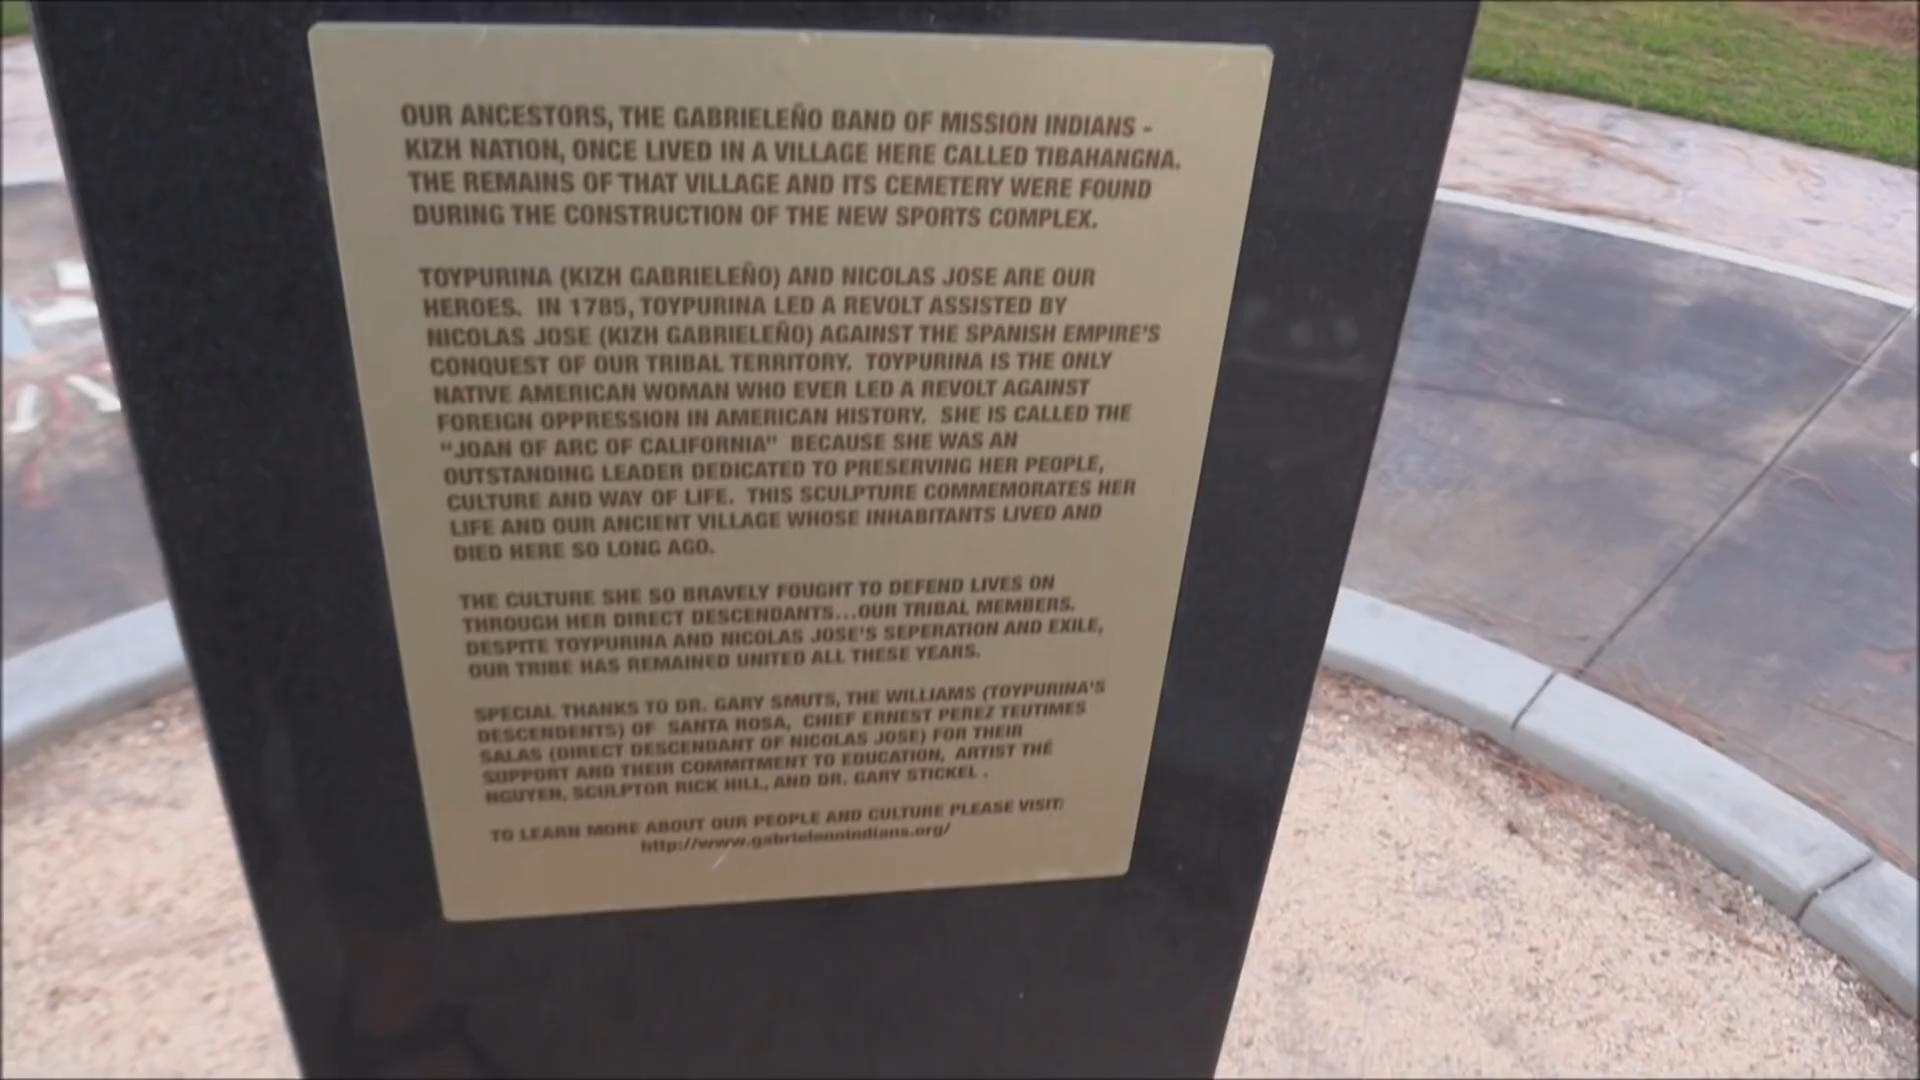 OUR ANCESTORS, THE GABRIELEÑO BAND OF MISSION INDIANS -
KIZH NATION, ONCE LIVED IN A VILLAGE HERE CALLED TIBAHANGNA.
THE REMAINS OF THAT VILLAGE AND ITS CEMETERY WERE FOUND
DURING THE CONSTRUCTION OF THE NEW SPORTS COMPLEX.
TOYPURINA (KIZH GABRIELEÑO) AND NICOLAS JOSE ARE OUR
HEROES. IN 1785, TOYPURINA LED A REVOLT ASSISTED BY
NICOLAS JOSE (KIZH GABRIELEÑO) AGAINST THE SPANISH EMPIRE'S
CONQUEST OF OUR TRIBAL TERRITORY. TOYPURINA IS THE ONLY
NATIVE AMERICAN WOMAN WHO EVER LED A REVOLT AGAINST
FOREIGN OPPRESSION IN AMERICAN HISTORY. SHE IS CALLED THE
"JOAN OF ARC OF CALIFORNIA" BECAUSE SHE WAS AN
OUTSTANDING LEADER DEDICATED TO PRESERVING HER PEOPLE,
CULTURE AND WAY OF LIFE. THIS SCULPTURE COMMEMORATES HER
LIFE AND OUR ANCIENT VILLAGE WHOSE INHABITANTS LIVED AND
DIED HERE SO LONG AGO.
THE CULTURE SHE SO BRAVELY FOUGHT TO DEFEND LIVES ON
THROUGH HER DIRECT DESCENDANTS...OUR TRIBAL MEMBERS.
DESPITE TOYPURINA AND NICOLAS JOSE'S SEPERATION AND EXILE,
OUR TRIBE HAS REMAINED UNITED ALL THESE YEARS.
SPECIAL THANKS TO DR. GARY SMUTS, THE WILLIAMS (TOYPURINA'S
DESCENDENTS) OF SANTA ROSA, CHIEF ERNEST PEREZ TEUTIMES
SALAS (DIRECT DESCENDANT OF NICOLAS JOSE) FOR THEIR
SUPPORT AND THEIR COMMITMENT TO EDUCATION, ARTIST THÉ
NGUYEN, SCULPTOR RICK HILL, AND DR. GARY STICKEL .
TO LEARN MORE ABOUT OUR PEOPLE AND CULTURE PLEASE VISIT:
http://www.gabrielenoindians.org/